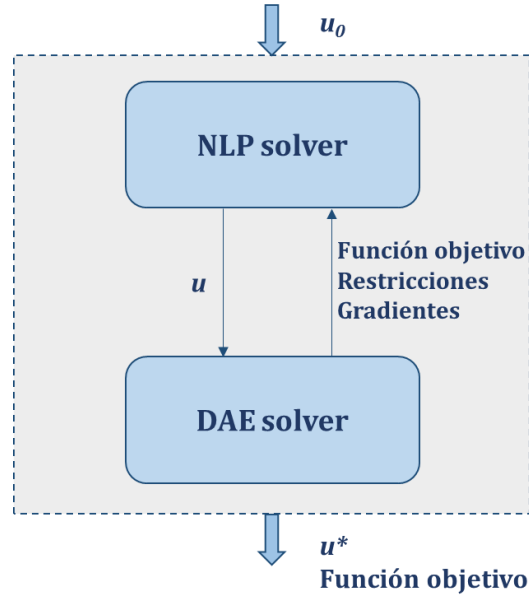 u₀
NLP solver
Función objetivo
Restricciones
Gradientes
u
DAE solver
u*
Función objetivo